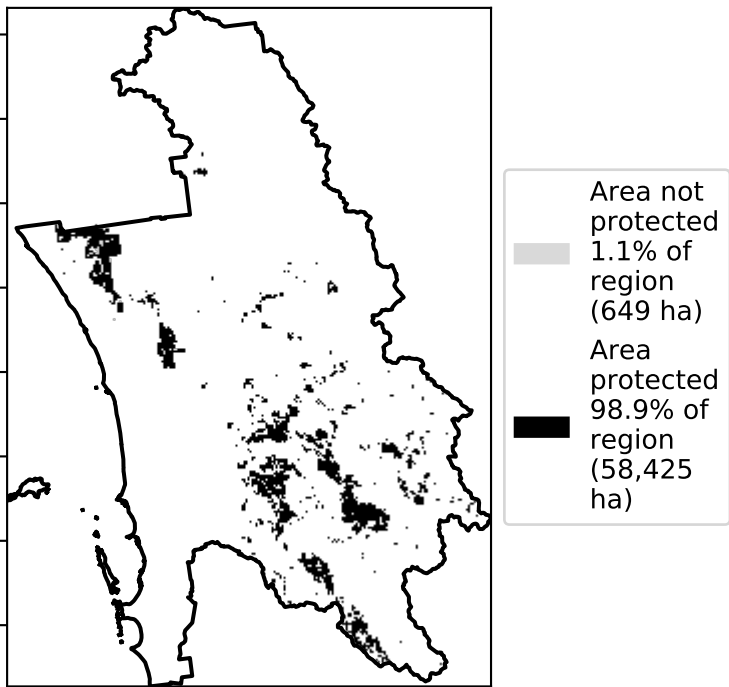 Area not
protected
1.1% of
region
(649 ha)
Area
protected
98.9% of
region
(58,425
ha)